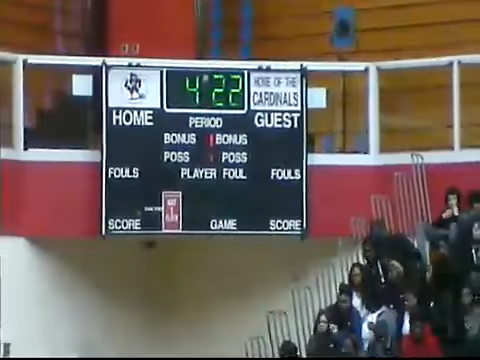 4:22
HOME OF THE
CARDINALS
HOME
PERIOD
GUEST
BONUS
BONUS
POSS
POSS
FOULS
PLAYER FOUL
FOULS
SCORE
GAME
SCORE